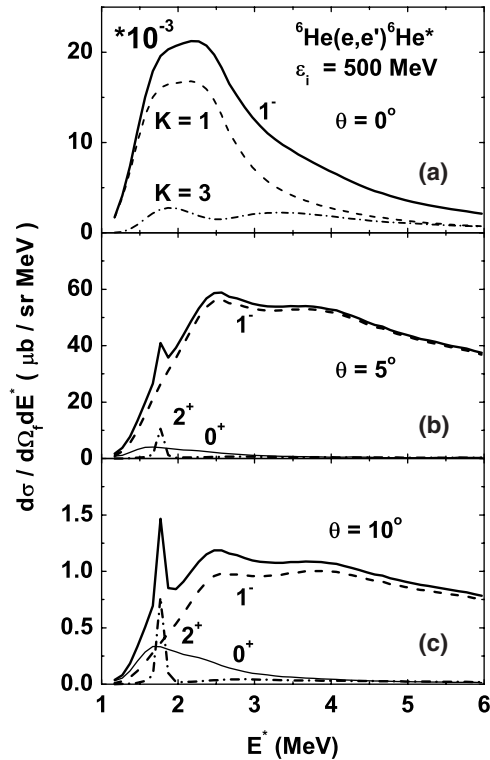 *10⁻³
⁶He(e,e')⁶He*
ε_i = 500 MeV
20
10
0
1⁻
K = 1
K = 3
θ = 0°
(a)
60
40
20
0
1⁻
2⁺
0⁺
θ = 5°
(b)
1.5
1.0
0.5
0.0
θ = 10°
1⁻
2⁺
0⁺
(c)
1 2 3 4 5 6
E* (MeV)
dσ / dΩ_f dE* ( μb / sr MeV )